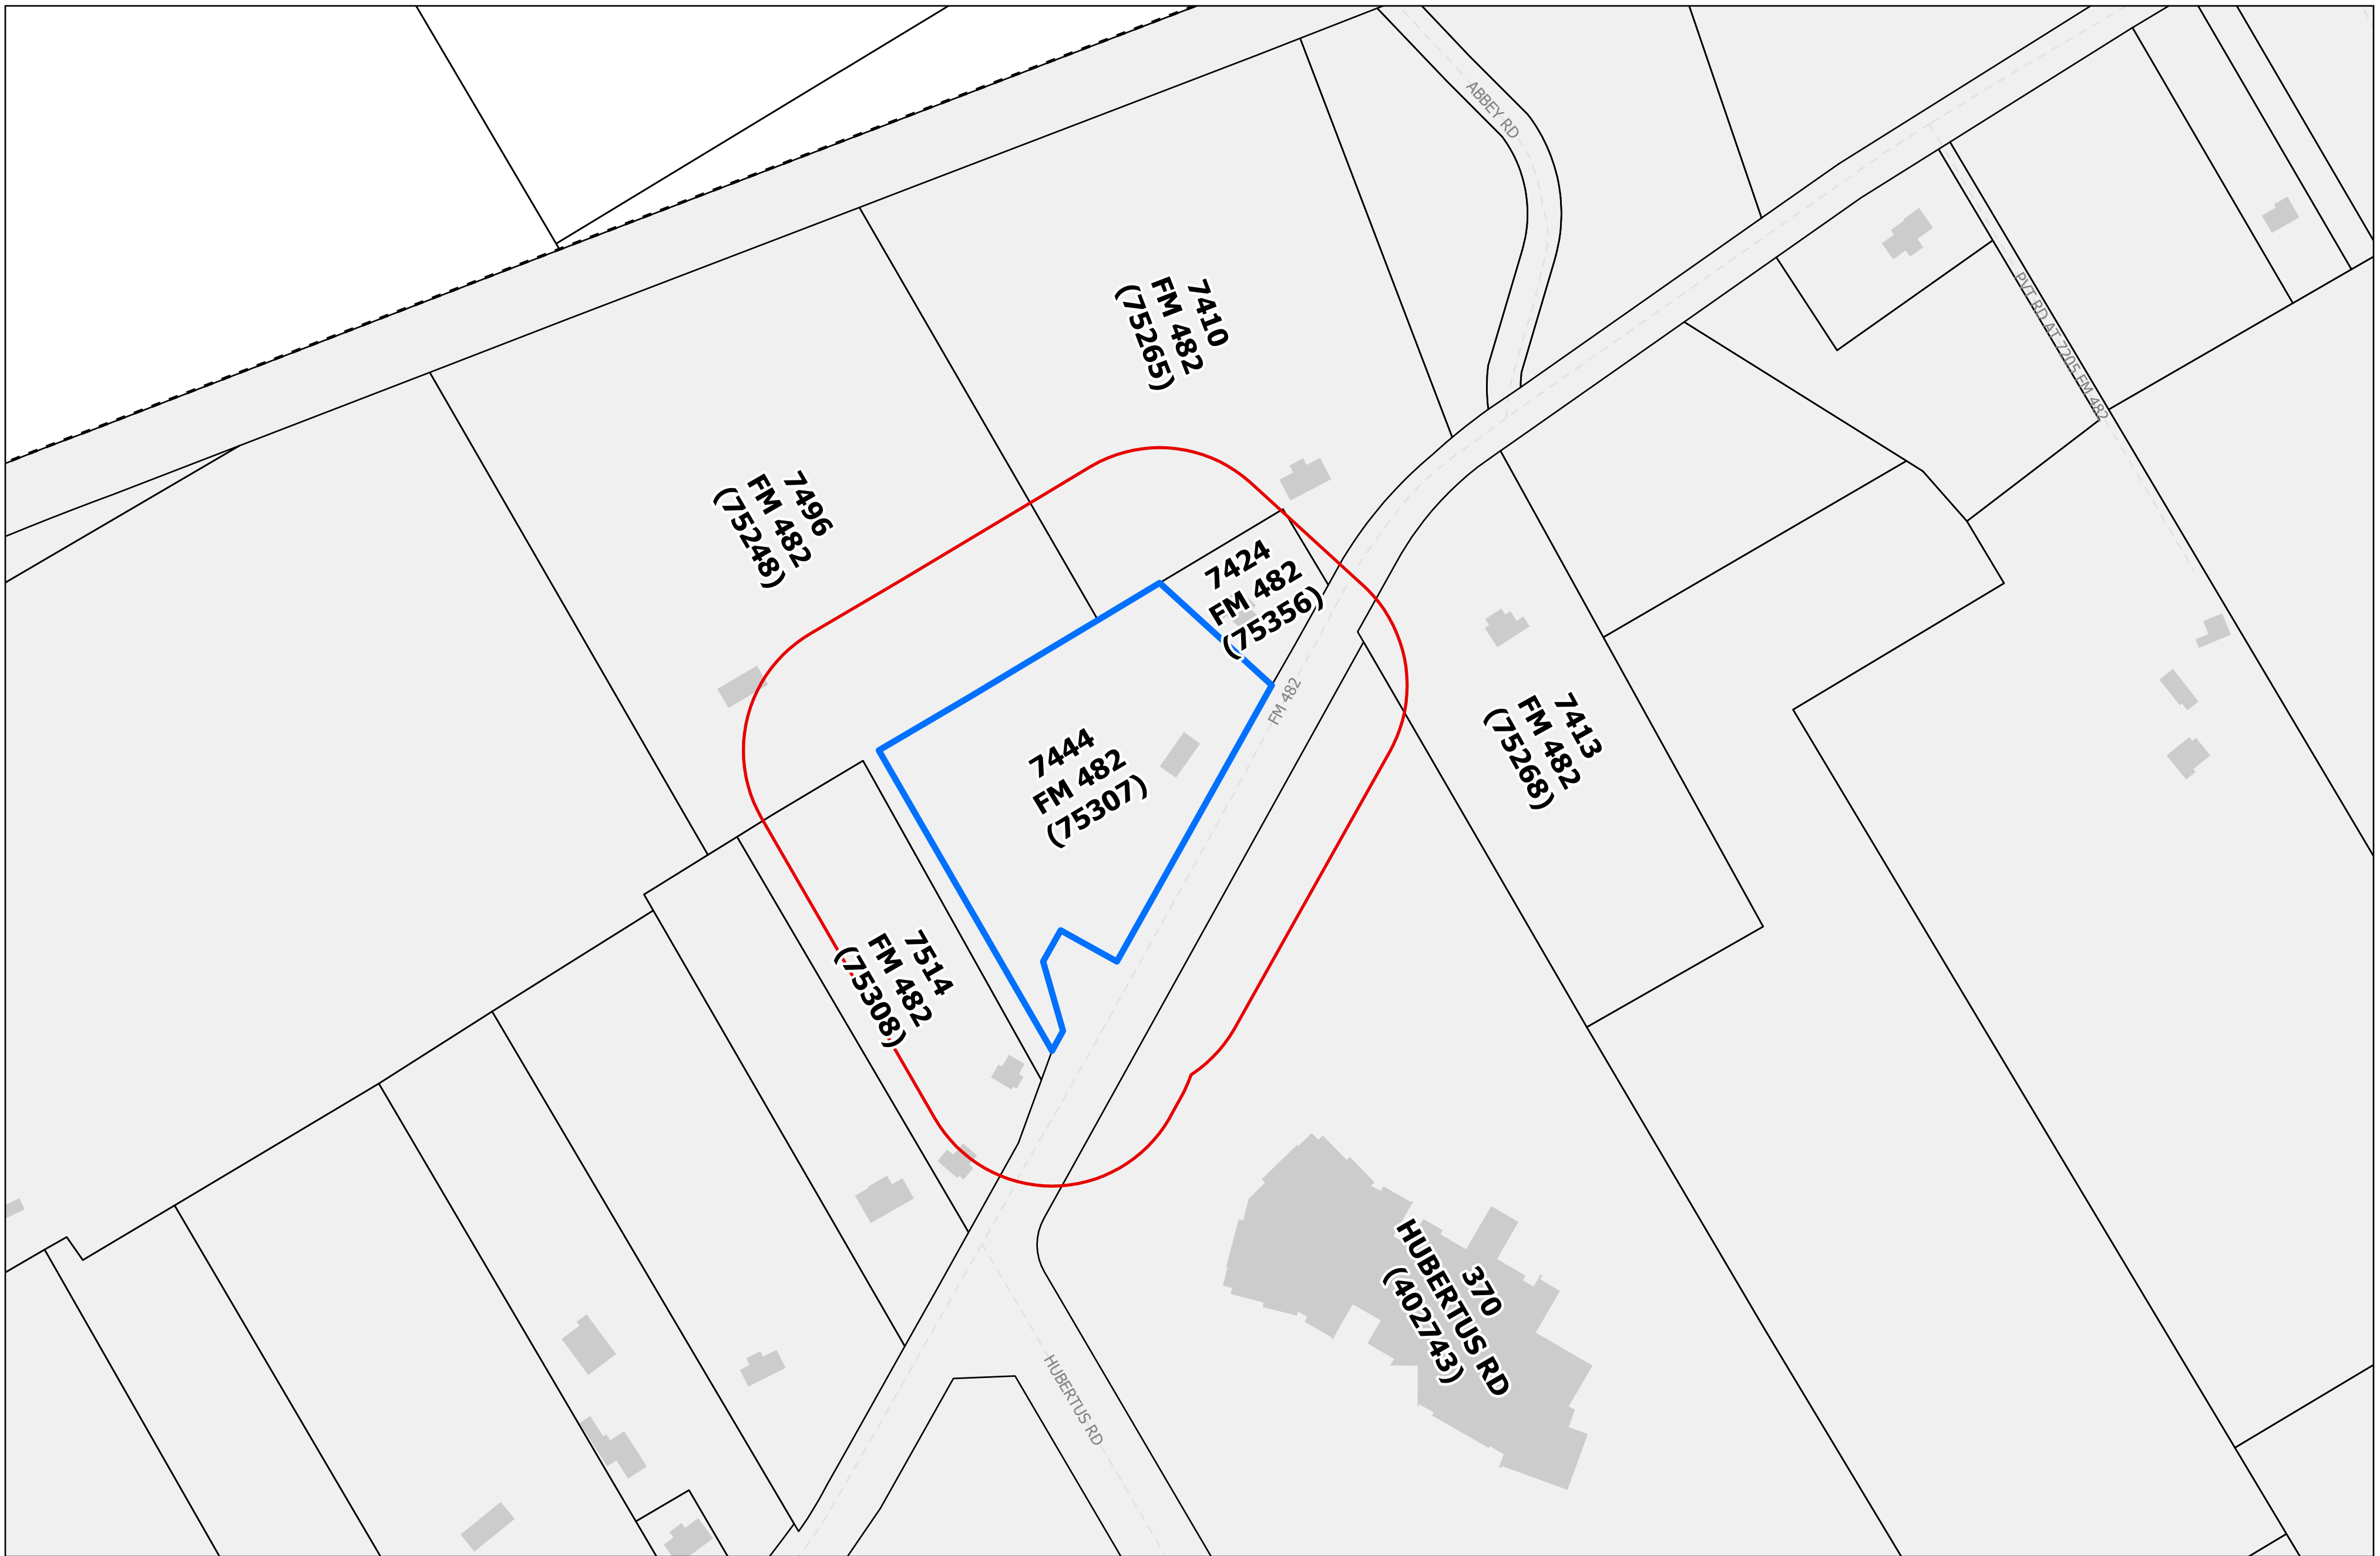 ABBEY RD
7410
FM 482
(75265)
PVT RD AT 7205 FM 482
7496
FM 482
(75248)
7424
FM 482
(75356)
FM 482
7444
FM 482
(75307)
7413
FM 482
(75268)
7514
FM 482
(75308)
370
HUBERTUS RD
(402743)
HUBERTUS RD